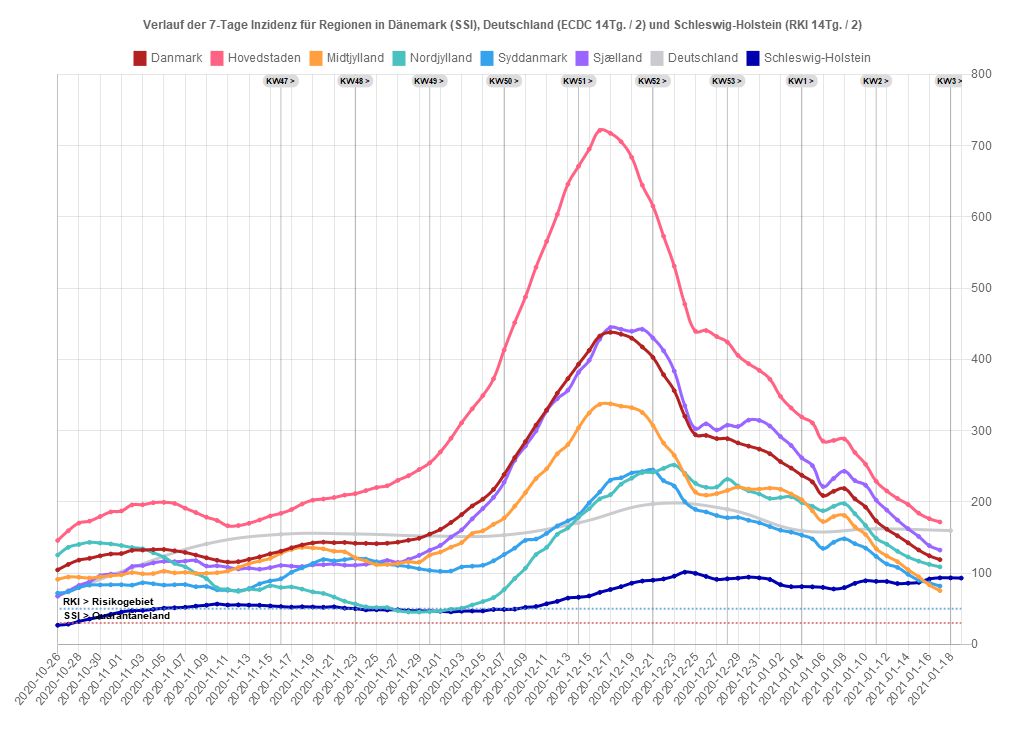 Verlauf der 7-Tage Inzidenz für Regionen in Dänemark (SSI), Deutschland (ECDC 14Tg. / 2) und Schleswig-Holstein (RKI 14Tg. / 2)
Danmark Hovedstaden Midtjylland Nordjylland Syddanmark Sjælland Deutschland Schleswig-Holstein
KW47 > KW48 > KW49 > KW50 > KW51 > KW52 > KW53 > KW1 > KW2 > KW3 >
800
700
600
500
400
300
200
100
0
RKI > Risikogebiet
SSI > Quarantäneland
2020-10-26 2020-10-28 2020-10-30 2020-11-01 2020-11-03 2020-11-05 2020-11-07 2020-11-09 2020-11-11 2020-11-13 2020-11-15 2020-11-17 2020-11-19 2020-11-21 2020-11-23 2020-11-25 2020-11-27 2020-11-29 2020-12-01 2020-12-03 2020-12-05 2020-12-07 2020-12-09 2020-12-11 2020-12-13 2020-12-15 2020-12-17 2020-12-19 2020-12-21 2020-12-23 2020-12-25 2020-12-27 2020-12-29 2020-12-31 2021-01-02 2021-01-04 2021-01-06 2021-01-08 2021-01-10 2021-01-12 2021-01-14 2021-01-16 2021-01-18